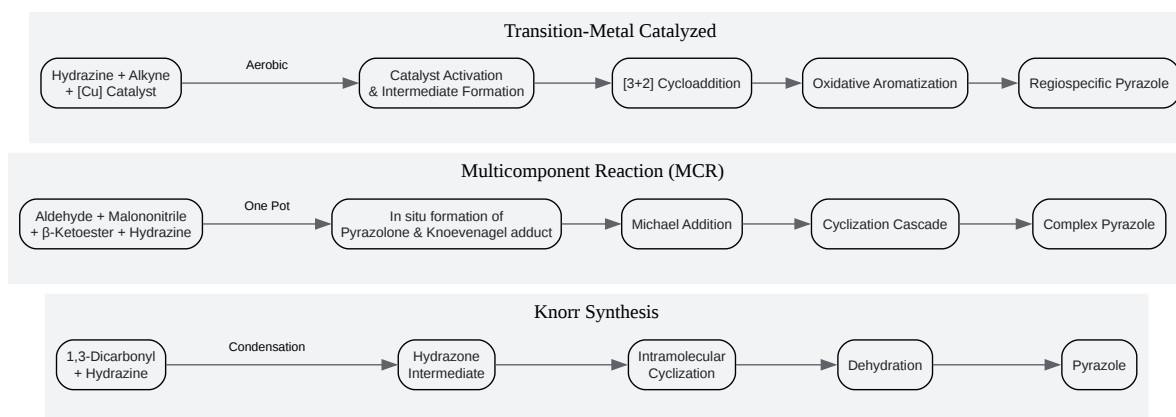 Transition-Metal Catalyzed
Hydrazine + Alkyne
+ [Cu] Catalyst
Aerobic
Catalyst Activation
& Intermediate Formation
[3+2] Cycloaddition
Oxidative Aromatization
Regiospecific Pyrazole
Multicomponent Reaction (MCR)
Aldehyde + Malononitrile
+ β-Ketoester + Hydrazine
One Pot
In situ formation of
Pyrazolone & Knoevenagel adduct
Michael Addition
Cyclization Cascade
Complex Pyrazole
Knorr Synthesis
1,3-Dicarbonyl
+ Hydrazine
Condensation
Hydrazone
Intermediate
Intramolecular
Cyclization
Dehydration
Pyrazole